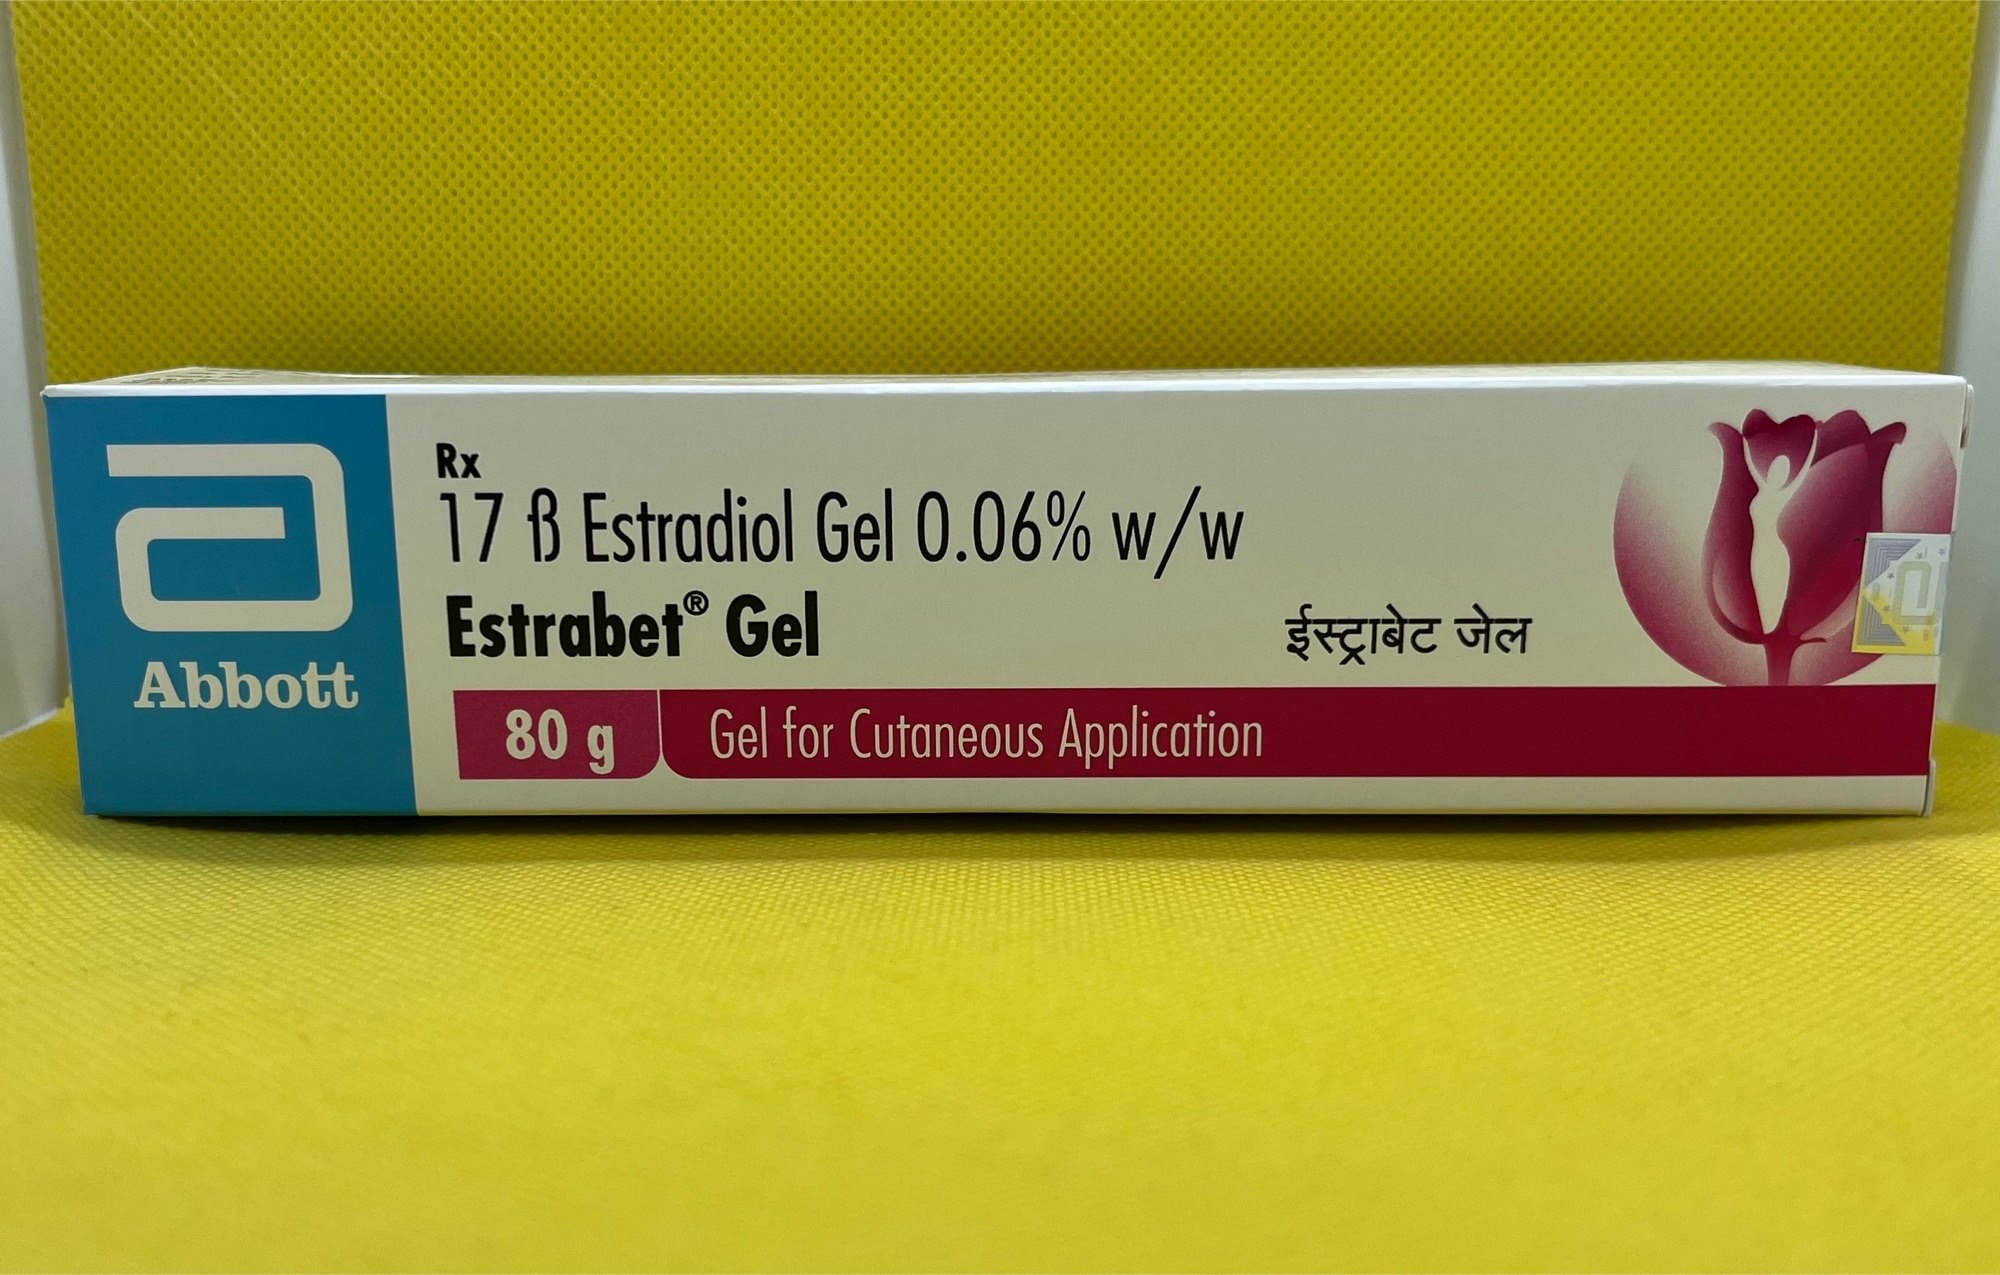 Abbott
Rx
17 ß Estradiol Gel 0.06% w/w
Estrabet® Gel
ईस्ट्राबेट जेल
80 g
Gel for Cutaneous Application